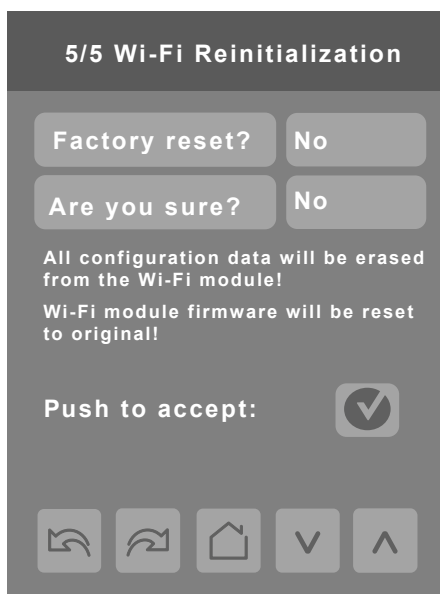 5/5 Wi-Fi Reinitialization
Factory reset? No
Are you sure? No
All configuration data will be erased
from the Wi-Fi module!
Wi-Fi module firmware will be reset
to original!
Push to accept: